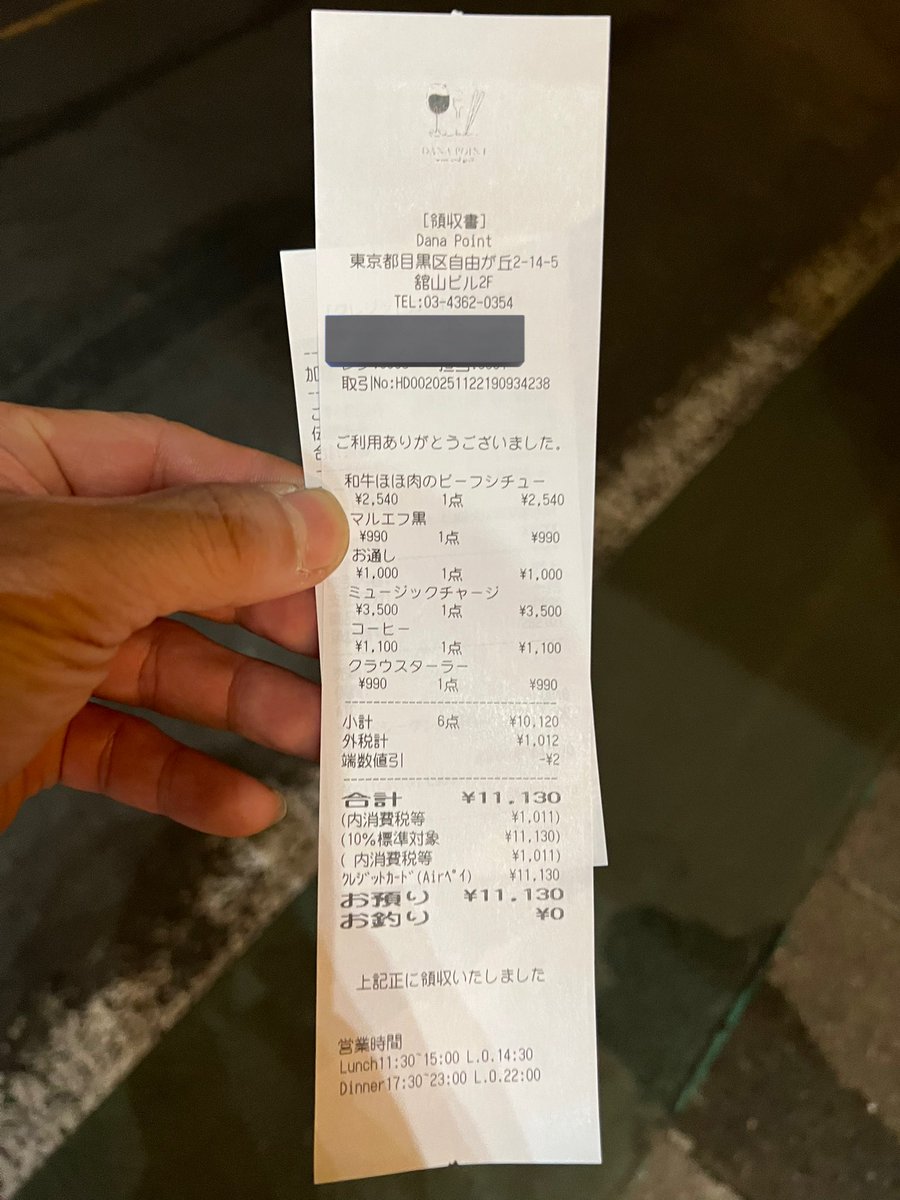 DANA POINT
[領収書]
Dana Point
東京都目黒区自由が丘2-14-5
舘山ビル2F
TEL:03-4362-0354
取引No:HD0020251122190934238
ご利用ありがとうございました。
和牛ほほ肉のビーフシチュー
¥2,540 1点 ¥2,540
マルエフ黒
¥990 1点 ¥990
お通し
¥1,000 1点 ¥1,000
ミュージックチャージ
¥3,500 1点 ¥3,500
コーヒー
¥1,100 1点 ¥1,100
クラウスターラー
¥990 1点 ¥990
小計 6点 ¥10,120
外税計 ¥1,012
端数値引 -¥2
合計 ¥11,130
(内消費税等 ¥1,011)
(10%標準対象 ¥11,130)
( 内消費税等 ¥1,011)
ｸﾚｼﾞｯﾄｶｰﾄﾞ(Airﾍﾟｲ) ¥11,130
お預り ¥11,130
お釣り ¥0
上記正に領収いたしました
営業時間
Lunch11:30~15:00 L.O.14:30
Dinner17:30~23:00 L.O.22:00
加